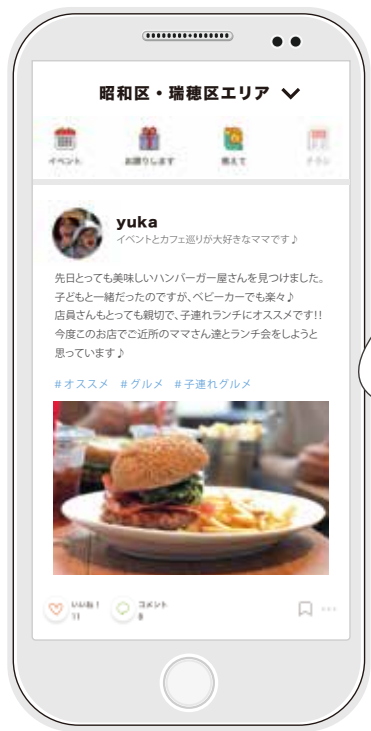 昭和区・瑞穂区エリア
イベント お譲りします 教えて チラシ
yuka
イベントとカフェ巡りが大好きなママです♪
先日とっても美味しいハンバーガー屋さんを見つけました。
子どもと一緒だったのですが、ベビーカーでも楽々♪
店員さんもとっても親切で、子連れランチにオススメです!!
今度このお店でご近所のママさん達とランチ会をしようと
思っています♪
#オススメ #グルメ #子連れグルメ
いいね! コメント
11 8